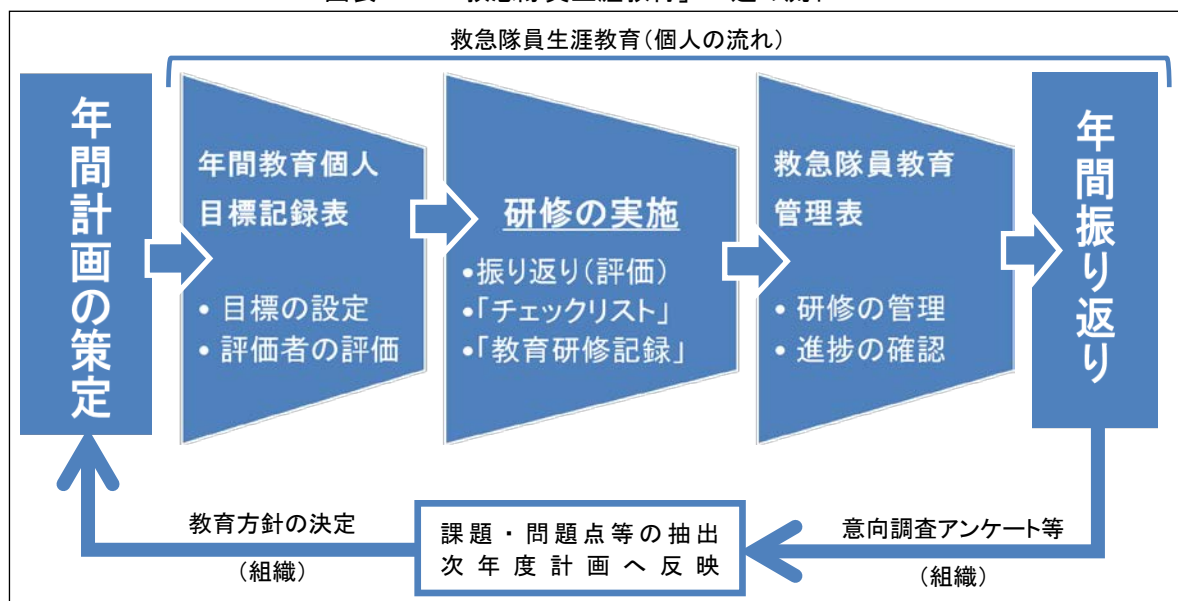 救急隊員生涯教育(個人の流れ)
年間計画の策定
年間教育個人
目標記録表
• 目標の設定
• 評価者の評価
研修の実施
•振り返り(評価)
•「チェックリスト」
•「教育研修記録」
救急隊員教育
管理表
• 研修の管理
• 進捗の確認
年間振り返り
教育方針の決定
(組織)
課題・問題点等の抽出
次年度計画へ反映
意向調査アンケート等
(組織)